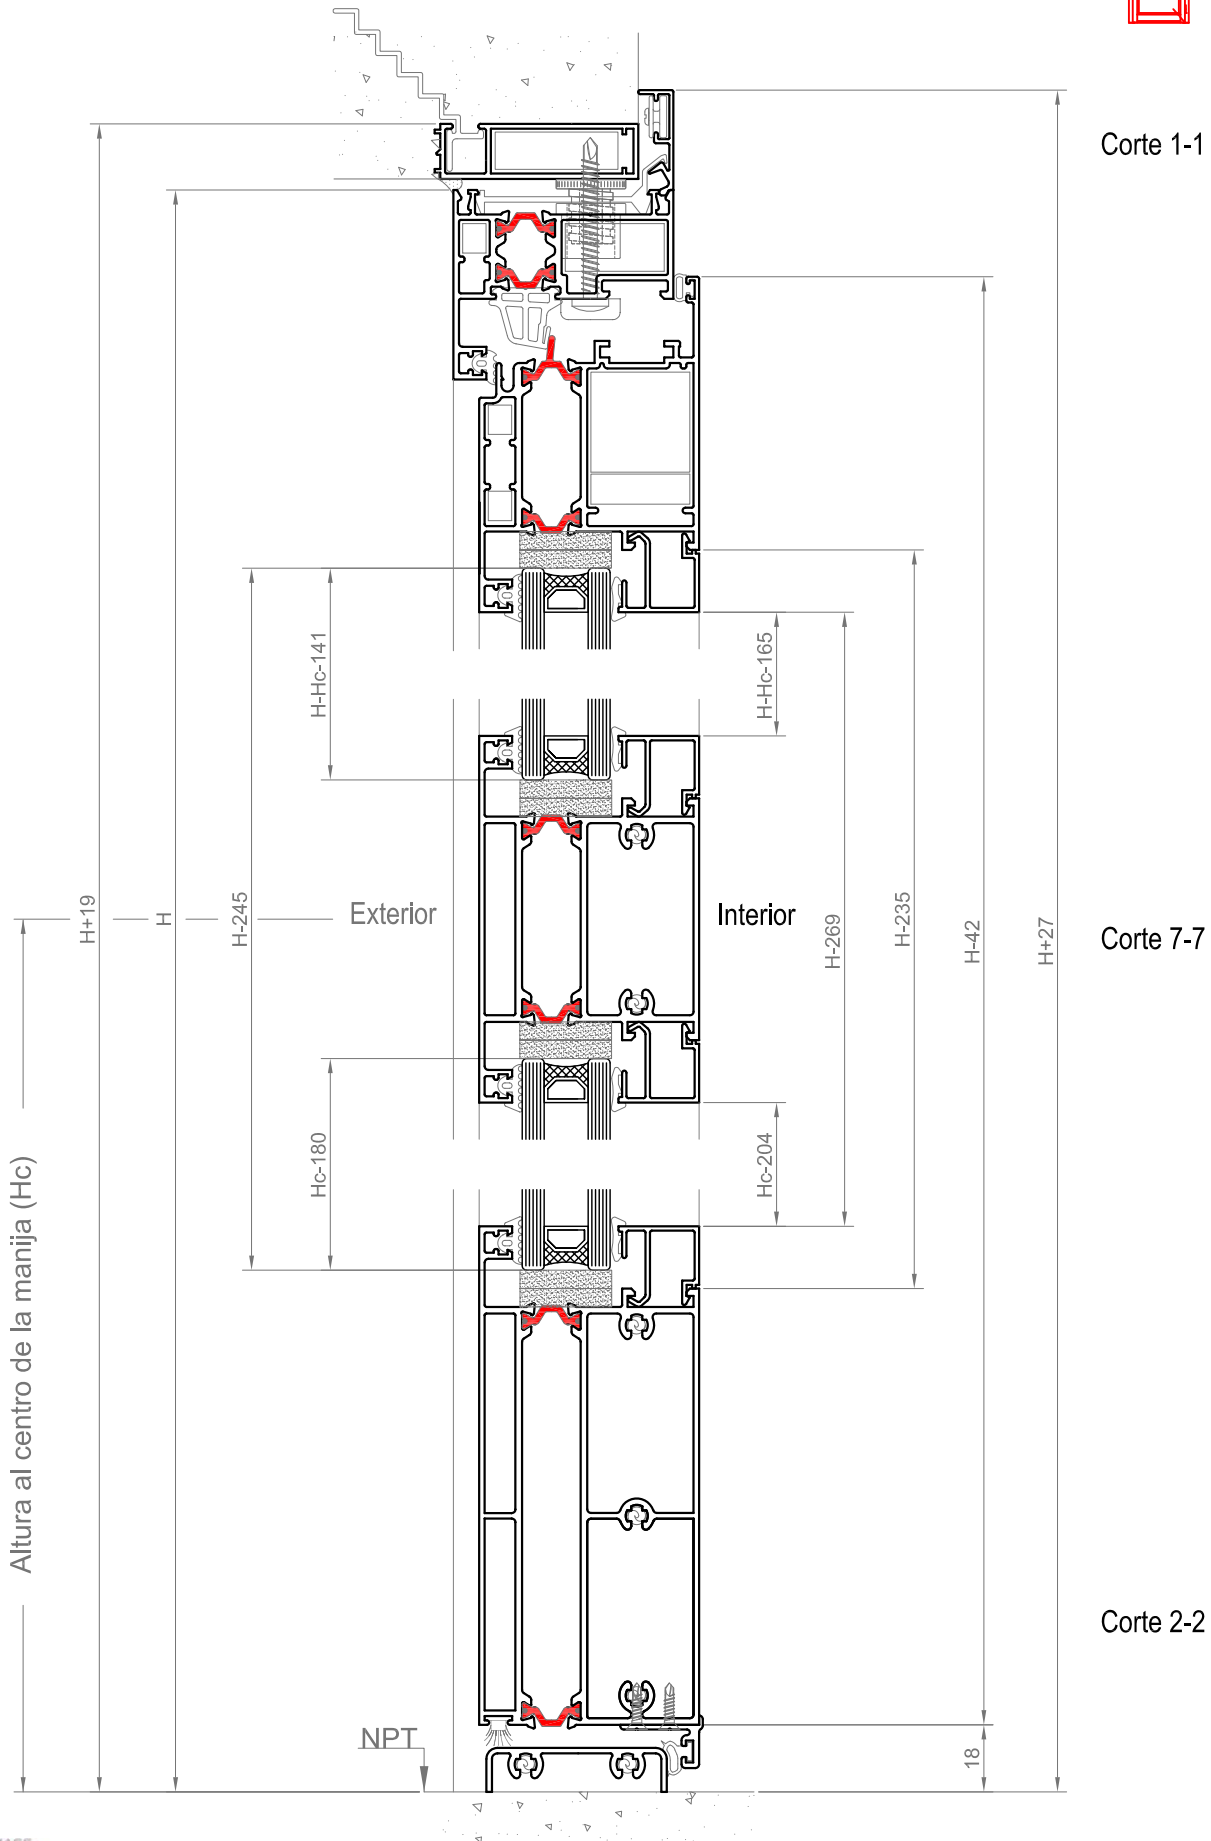 Corte 1-1
H-Hc-141
H-Hc-165
H+19
H
H-245
Exterior
Interior
H-269
H-235
H-42
H+27
Corte 7-7
Altura al centro de la manija (Hc)
Hc-180
Hc-204
Corte 2-2
NPT
18